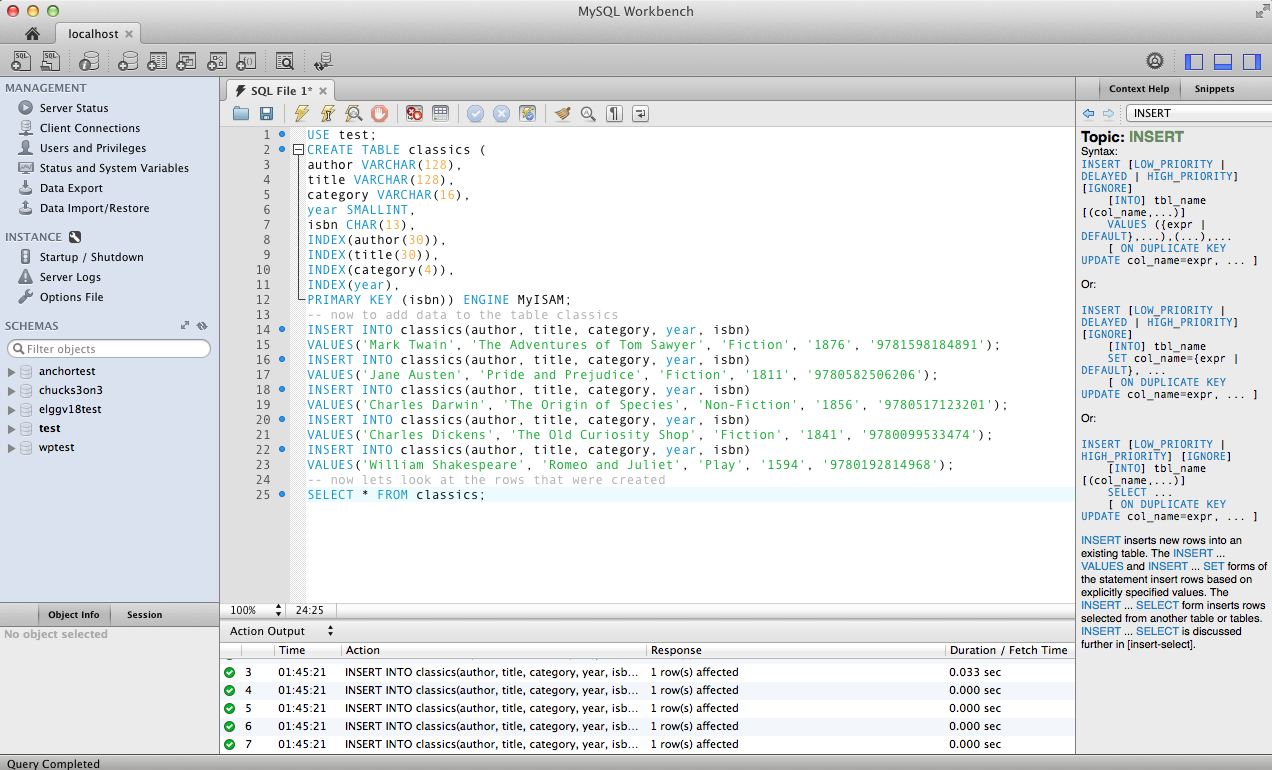 MySQL Workbench
localhost
MANAGEMENT
Server Status
Client Connections
Users and Privileges
Status and System Variables
Data Export
Data Import/Restore
INSTANCE
Startup / Shutdown
Server Logs
Options File
SCHEMAS
Filter objects
anchortest
chucks3on3
elggv18test
test
wptest
Object Info Session
No object selected
SQL File 1*
1 USE test;
2 CREATE TABLE classics (
3 author VARCHAR(128),
4 title VARCHAR(128),
5 category VARCHAR(16),
6 year SMALLINT,
7 isbn CHAR(13),
8 INDEX(author(30)),
9 INDEX(title(30)),
10 INDEX(category(4)),
11 INDEX(year),
12 PRIMARY KEY (isbn)) ENGINE MyISAM;
13 -- now to add data to the table classics
14 INSERT INTO classics(author, title, category, year, isbn)
15 VALUES('Mark Twain', 'The Adventures of Tom Sawyer', 'Fiction', '1876', '9781598184891');
16 INSERT INTO classics(author, title, category, year, isbn)
17 VALUES('Jane Austen', 'Pride and Prejudice', 'Fiction', '1811', '9780582506206');
18 INSERT INTO classics(author, title, category, year, isbn)
19 VALUES('Charles Darwin', 'The Origin of Species', 'Non-Fiction', '1856', '9780517123201');
20 INSERT INTO classics(author, title, category, year, isbn)
21 VALUES('Charles Dickens', 'The Old Curiosity Shop', 'Fiction', '1841', '9780099533474');
22 INSERT INTO classics(author, title, category, year, isbn)
23 VALUES('William Shakespeare', 'Romeo and Juliet', 'Play', '1594', '9780192814968');
24 -- now lets look at the rows that were created
25 SELECT * FROM classics;
100% 24:25
Action Output
Time Action Response Duration / Fetch Time
3 01:45:21 INSERT INTO classics(author, title, category, year, isb... 1 row(s) affected 0.033 sec
4 01:45:21 INSERT INTO classics(author, title, category, year, isb... 1 row(s) affected 0.000 sec
5 01:45:21 INSERT INTO classics(author, title, category, year, isb... 1 row(s) affected 0.000 sec
6 01:45:21 INSERT INTO classics(author, title, category, year, isb... 1 row(s) affected 0.000 sec
7 01:45:21 INSERT INTO classics(author, title, category, year, isb... 1 row(s) affected 0.000 sec
Context Help Snippets
INSERT
Topic: INSERT
Syntax:
INSERT [LOW_PRIORITY |
DELAYED | HIGH_PRIORITY]
[IGNORE]
[INTO] tbl_name
[(col_name,...)]
VALUES ({expr |
DEFAULT},...),(...),...
[ ON DUPLICATE KEY
UPDATE col_name=expr, ... ]
Or:
INSERT [LOW_PRIORITY |
DELAYED | HIGH_PRIORITY]
[IGNORE]
[INTO] tbl_name
SET col_name={expr |
DEFAULT}, ...
[ ON DUPLICATE KEY
UPDATE col_name=expr, ... ]
Or:
INSERT [LOW_PRIORITY |
HIGH_PRIORITY] [IGNORE]
[INTO] tbl_name
[(col_name,...)]
SELECT ...
[ ON DUPLICATE KEY
UPDATE col_name=expr, ... ]
INSERT inserts new rows into an
existing table. The INSERT ...
VALUES and INSERT ... SET forms of
the statement insert rows based on
explicitly specified values. The
INSERT ... SELECT form inserts rows
selected from another table or tables.
INSERT ... SELECT is discussed
further in [insert-select].
Query Completed